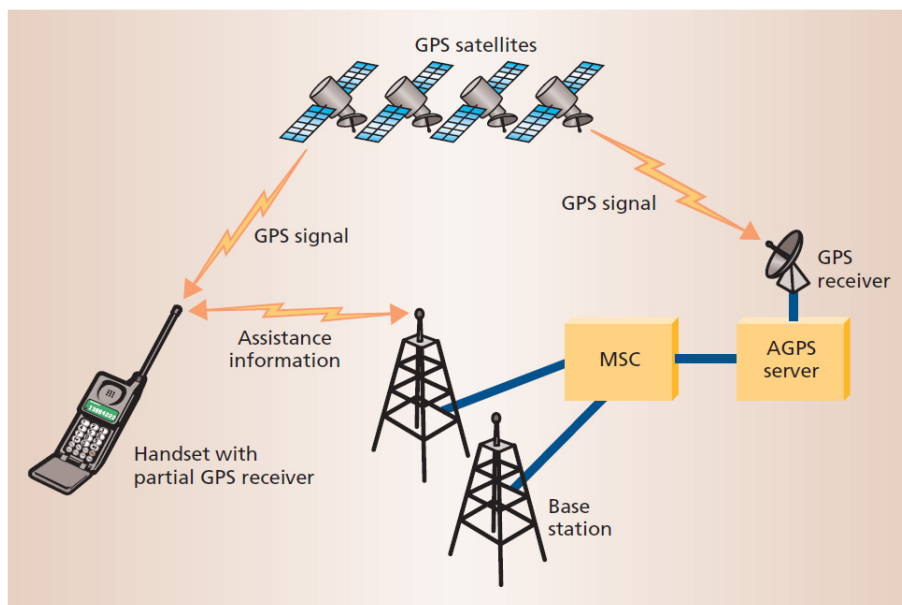 GPS satellites
GPS signal
GPS signal
GPS
receiver
Assistance
information
MSC
AGPS
server
Handset with
partial GPS receiver
Base
station